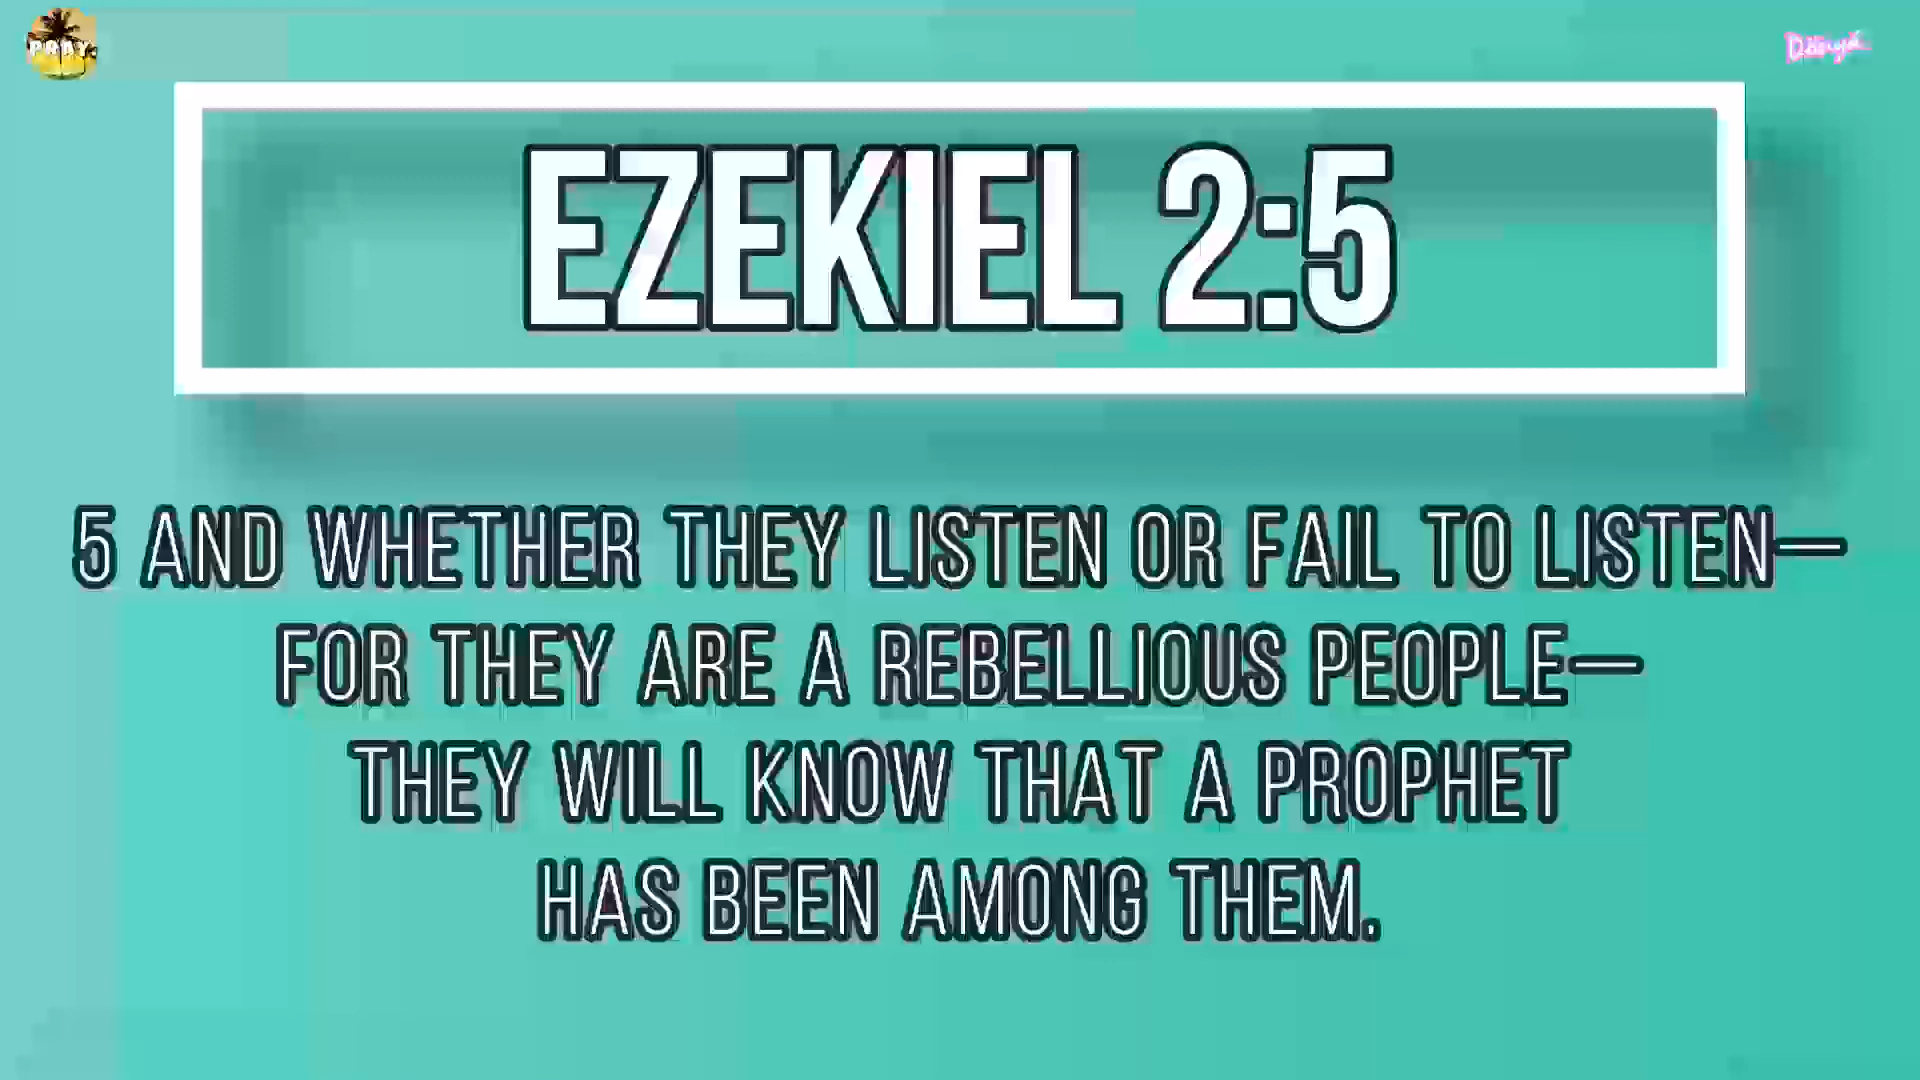 PRAY.
EZEKIEL 2:5
5 AND WHETHER THEY LISTEN OR FAIL TO LISTEN—
FOR THEY ARE A REBELLIOUS PEOPLE—
THEY WILL KNOW THAT A PROPHET
HAS BEEN AMONG THEM.